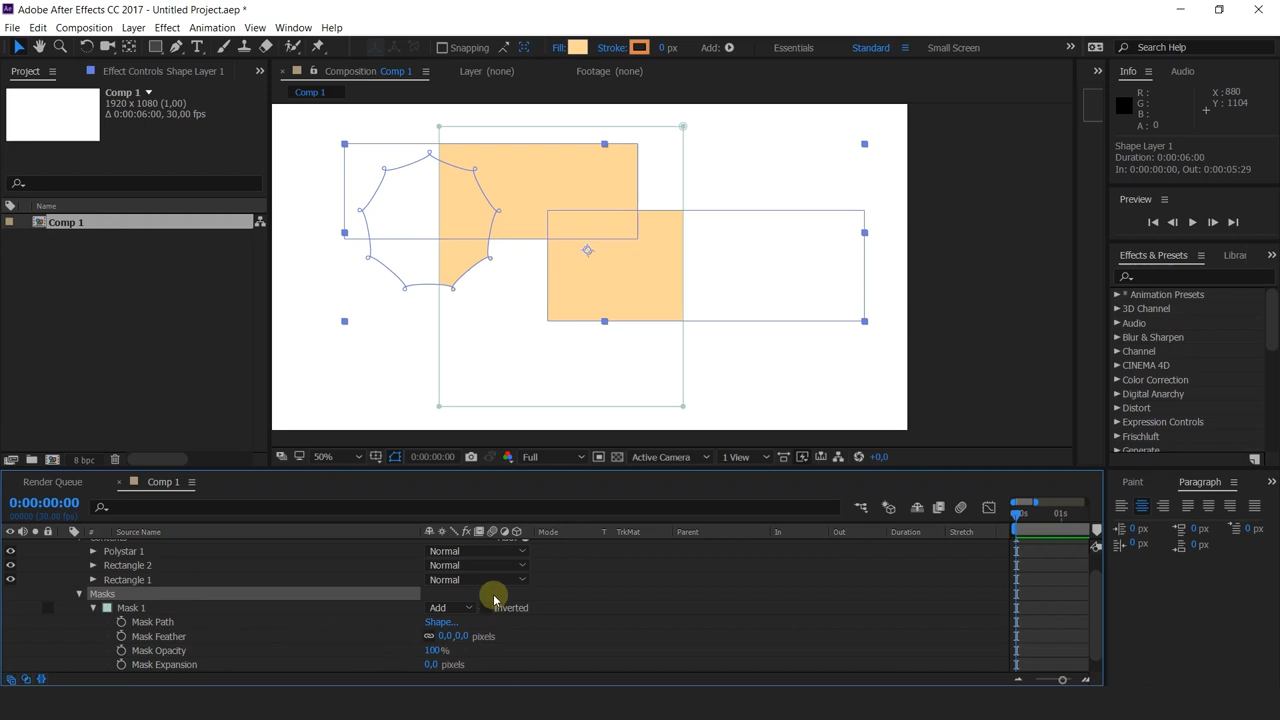 Adobe After Effects CC 2017 - Untitled Project.aep *
File Edit Composition Layer Effect Animation View Window Help
Snapping Fill: Stroke: 0 px Add: Essentials Standard Small Screen Search Help
Project Effect Controls Shape Layer 1 Composition Comp 1 Layer (none) Footage (none) Info Audio
Comp 1
1920 x 1080 (1,00)
Δ 0:00:06:00, 30,00 fps
Comp 1
R:
G:
B:
A: 0
X: 880
Y: 1104
Shape Layer 1
Duration: 0:00:06:00
In: 0:00:00:00, Out: 0:00:05:29
Preview
Name
Comp 1
Effects & Presets Librar
* Animation Presets
3D Channel
Audio
Blur & Sharpen
Channel
CINEMA 4D
Color Correction
Digital Anarchy
Distort
Expression Controls
Frischluft
Generate
8 bpc 50% 0:00:00:00 Full Active Camera 1 View +0,0
Render Queue Comp 1 Paint Paragraph
0:00:00:00
00000 (30.00 fps)
0s 01s
# Source Name Mode T TrkMat Parent In Out Duration Stretch
Polystar 1 Normal
Rectangle 2 Normal
Rectangle 1 Normal
Masks
Mask 1 Add Inverted
Mask Path Shape...
Mask Feather 0,0,0,0 pixels
Mask Opacity 100%
Mask Expansion 0,0 pixels
0 px 0 px 0 px
0 px 0 px